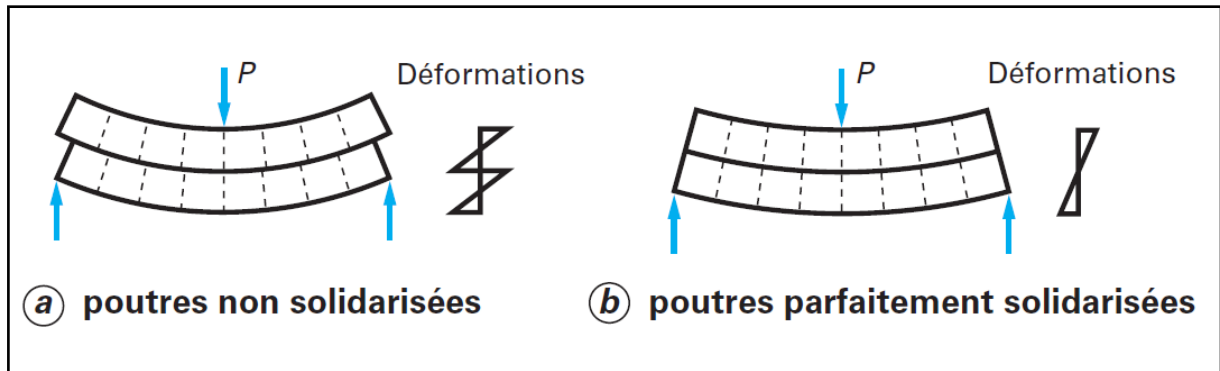 P
Déformations
P
Déformations
a poutres non solidarisées
b poutres parfaitement solidarisées